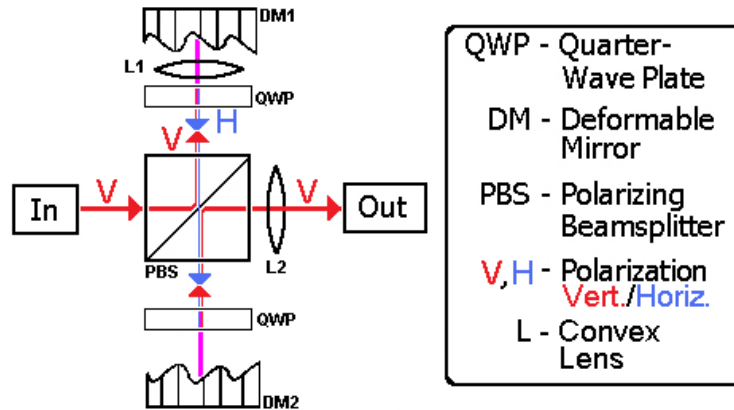 DM1
L1
QWP
H
V
In
V
V
Out
PBS
L2
QWP
DM2
QWP - Quarter-
Wave Plate
DM - Deformable
Mirror
PBS - Polarizing
Beamsplitter
V,H - Polarization
Vert./Horiz.
L - Convex
Lens